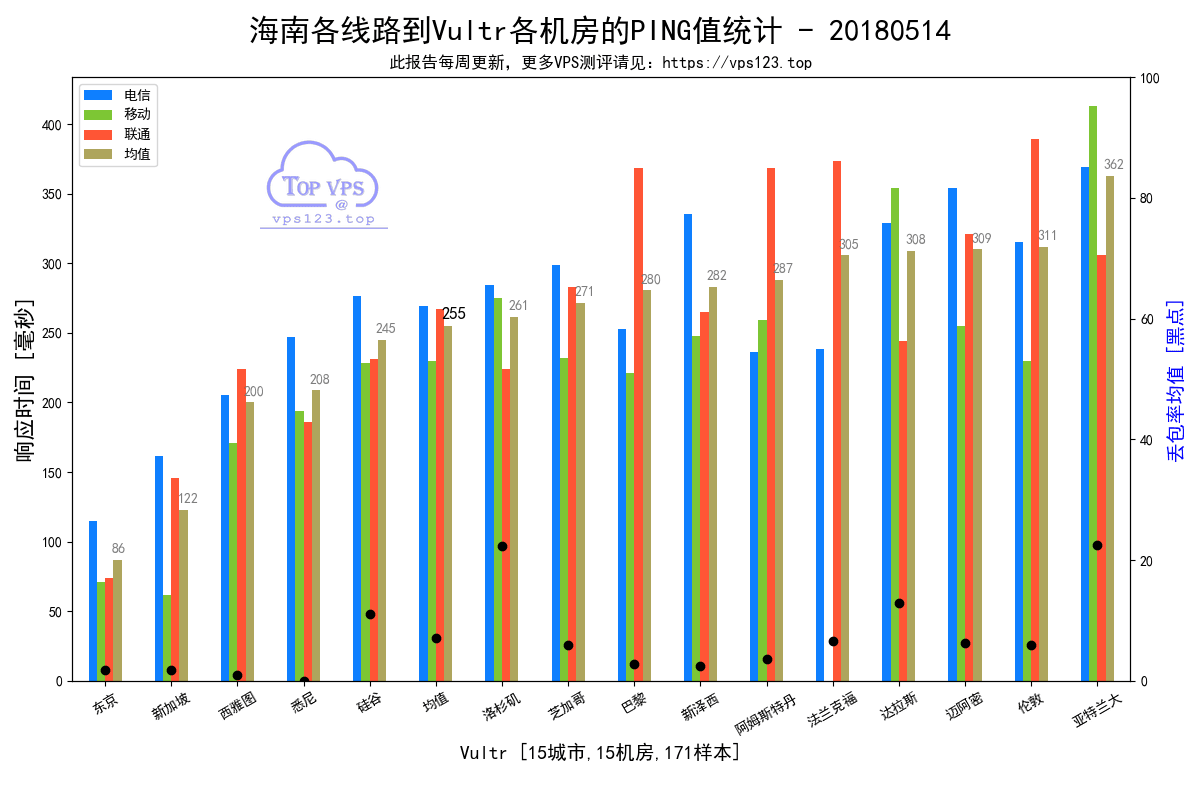 海南各线路到Vultr各机房的PING值统计 - 20180514
此报告每周更新，更多VPS测评请见：https://vps123.top
电信
移动
联通
均值
TOP VPS
@
vps123.top
响应时间 [毫秒]
400
350
300
250
200
150
100
50
0
86
122
200
208
245
255
261
271
280
282
287
305
308
309
311
362
100
80
60
40
20
0
丢包率均值 [黑点]
东京
新加坡
西雅图
悉尼
硅谷
均值
洛杉矶
芝加哥
巴黎
新泽西
阿姆斯特丹
法兰克福
达拉斯
迈阿密
伦敦
亚特兰大
Vultr [15城市,15机房,171样本]